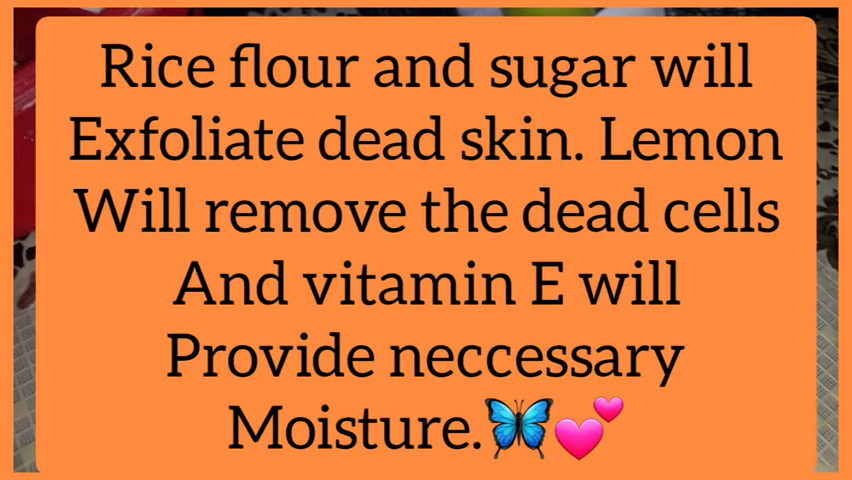 Rice flour and sugar will
Exfoliate dead skin. Lemon
Will remove the dead cells
And vitamin E will
Provide neccessary
Moisture.🦋💕